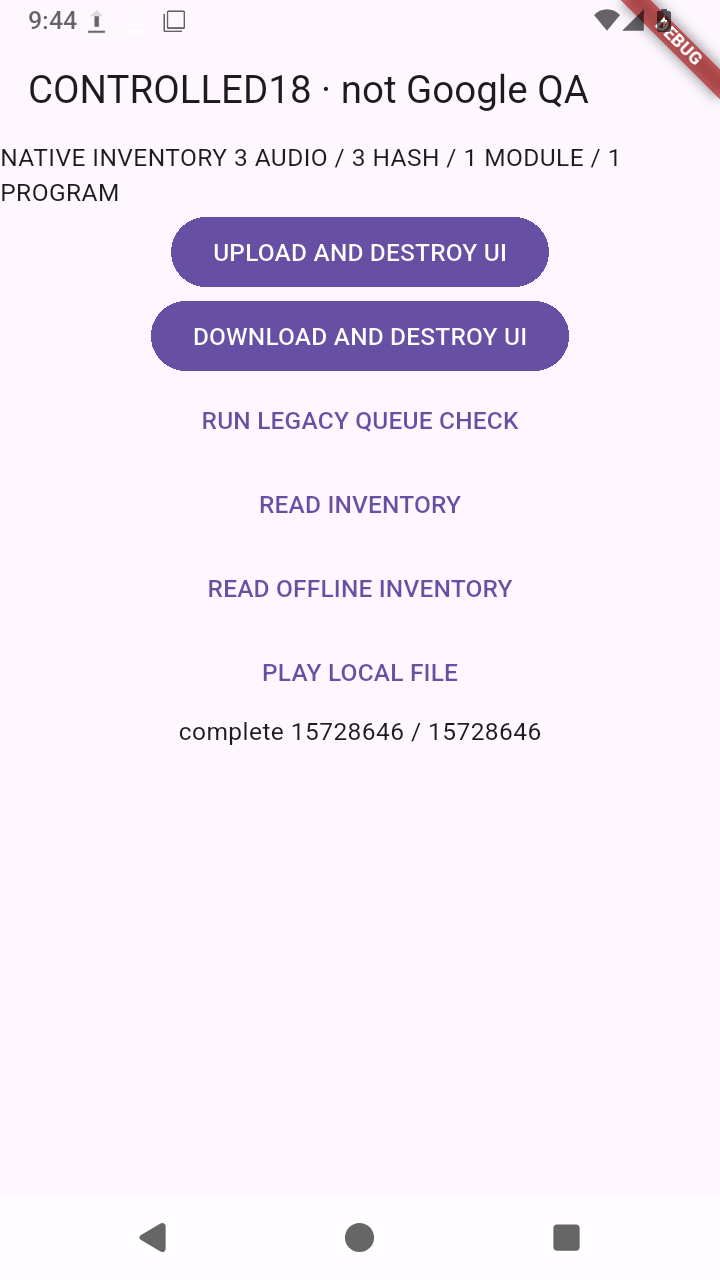 9:44
DEBUG
CONTROLLED18 · not Google QA
NATIVE INVENTORY 3 AUDIO / 3 HASH / 1 MODULE / 1
PROGRAM
UPLOAD AND DESTROY UI
DOWNLOAD AND DESTROY UI
RUN LEGACY QUEUE CHECK
READ INVENTORY
READ OFFLINE INVENTORY
PLAY LOCAL FILE
complete 15728646 / 15728646